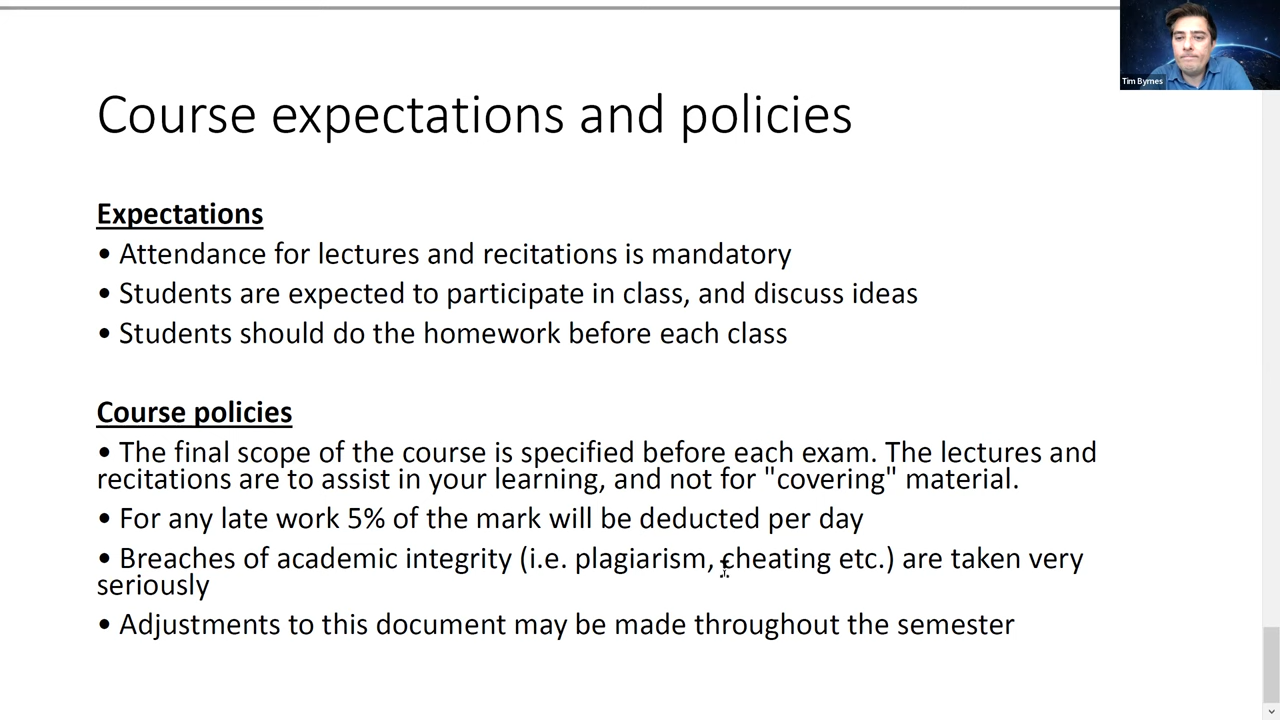 Tim Byrnes
Course expectations and policies
Expectations
• Attendance for lectures and recitations is mandatory
• Students are expected to participate in class, and discuss ideas
• Students should do the homework before each class
Course policies
• The final scope of the course is specified before each exam. The lectures and
recitations are to assist in your learning, and not for "covering" material.
• For any late work 5% of the mark will be deducted per day
• Breaches of academic integrity (i.e. plagiarism, cheating etc.) are taken very
seriously
• Adjustments to this document may be made throughout the semester